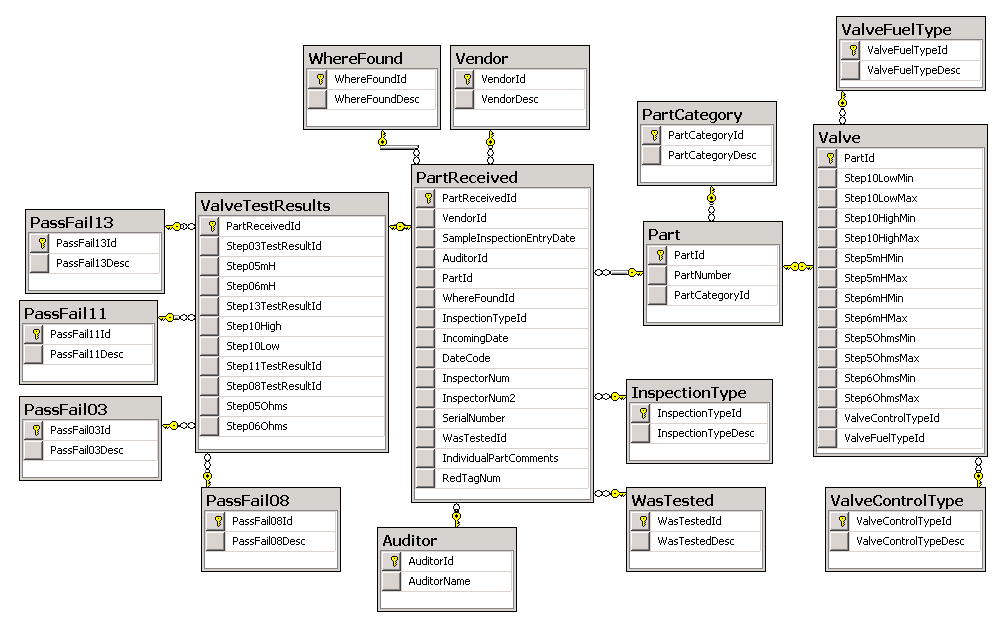 ValveFuelType
ValveFuelTypeId
ValveFuelTypeDesc
WhereFound
WhereFoundId
WhereFoundDesc
Vendor
VendorId
VendorDesc
PartCategory
PartCategoryId
PartCategoryDesc
Valve
PartId
Step10LowMin
Step10LowMax
Step10HighMin
Step10HighMax
Step5mHMin
Step5mHMax
Step6mHMin
Step6mHMax
Step5OhmsMin
Step5OhmsMax
Step6OhmsMin
Step6OhmsMax
ValveControlTypeId
ValveFuelTypeId
PartReceived
PartReceivedId
VendorId
SampleInspectionEntryDate
AuditorId
PartId
WhereFoundId
InspectionTypeId
IncomingDate
DateCode
InspectorNum
InspectorNum2
SerialNumber
WasTestedId
IndividualPartComments
RedTagNum
ValveTestResults
PartReceivedId
Step03TestResultId
Step05mH
Step06mH
Step13TestResultId
Step10High
Step10Low
Step11TestResultId
Step08TestResultId
Step05Ohms
Step06Ohms
PassFail13
PassFail13Id
PassFail13Desc
Part
PartId
PartNumber
PartCategoryId
PassFail11
PassFail11Id
PassFail11Desc
InspectionType
InspectionTypeId
InspectionTypeDesc
PassFail03
PassFail03Id
PassFail03Desc
PassFail08
PassFail08Id
PassFail08Desc
WasTested
WasTestedId
WasTestedDesc
ValveControlType
ValveControlTypeId
ValveControlTypeDesc
Auditor
AuditorId
AuditorName